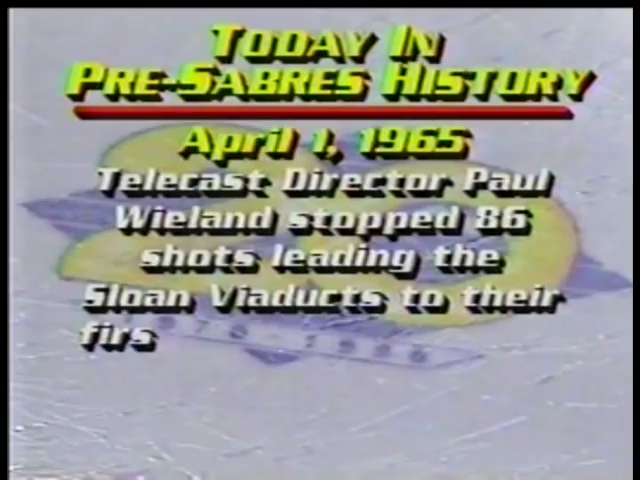 TODAY IN
PRE-SABRES HISTORY
April 1, 1965
Telecast Director Paul
Wieland stopped 86
shots leading the
Sloan Viaducts to their
firs